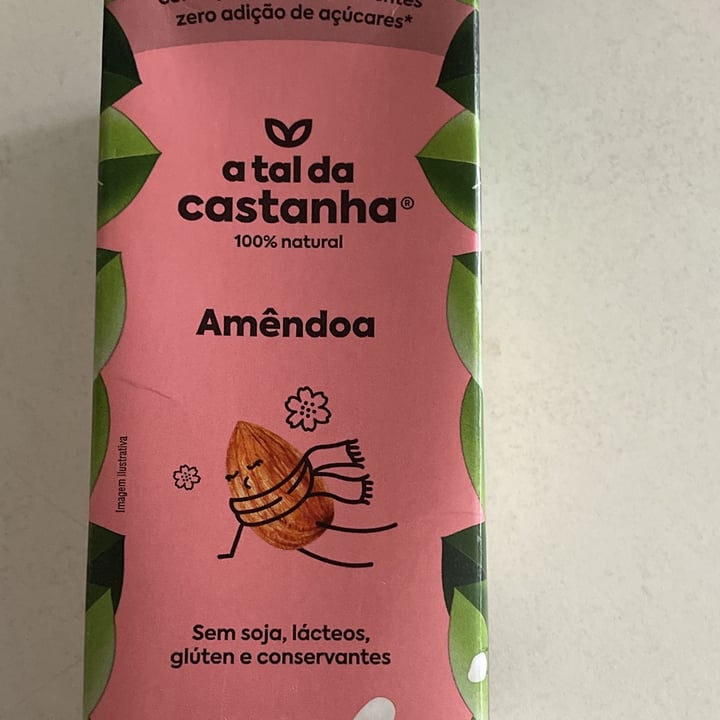 zero adição de açúcares*
a tal da
castanha®
100% natural
Amêndoa
Imagem Ilustrativa
Sem soja, lácteos,
glúten e conservantes